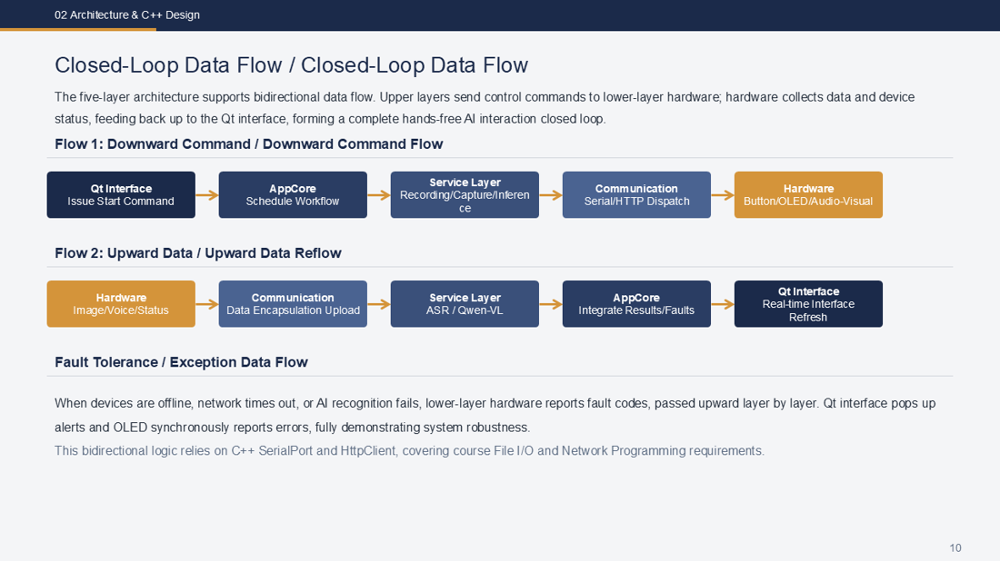 02 Architecture & C++ Design
Closed-Loop Data Flow / Closed-Loop Data Flow
The five-layer architecture supports bidirectional data flow. Upper layers send control commands to lower-layer hardware; hardware collects data and device
status, feeding back up to the Qt interface, forming a complete hands-free AI interaction closed loop.
Flow 1: Downward Command / Downward Command Flow
Qt Interface
Issue Start Command
AppCore
Schedule Workflow
Service Layer
Recording/Capture/Inferen
ce
Communication
Serial/HTTP Dispatch
Hardware
Button/OLED/Audio-Visual
Flow 2: Upward Data / Upward Data Reflow
Hardware
Image/Voice/Status
Communication
Data Encapsulation Upload
Service Layer
ASR / Qwen-VL
AppCore
Integrate Results/Faults
Qt Interface
Real-time Interface
Refresh
Fault Tolerance / Exception Data Flow
When devices are offline, network times out, or AI recognition fails, lower-layer hardware reports fault codes, passed upward layer by layer. Qt interface pops up
alerts and OLED synchronously reports errors, fully demonstrating system robustness.
This bidirectional logic relies on C++ SerialPort and HttpClient, covering course File I/O and Network Programming requirements.
10